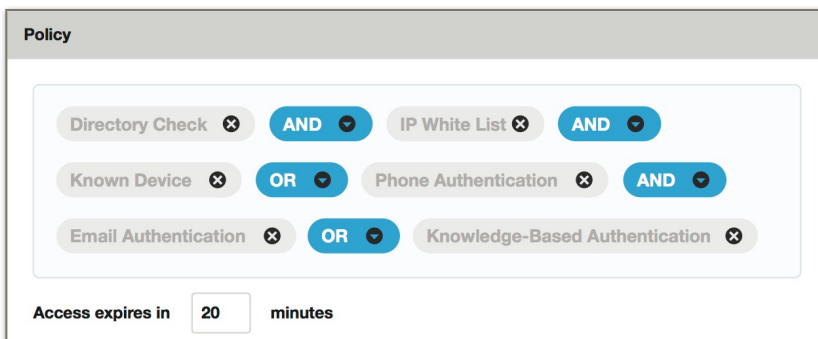 Policy
Directory Check AND IP White List AND
Known Device OR Phone Authentication AND
Email Authentication OR Knowledge-Based Authentication
Access expires in 20 minutes